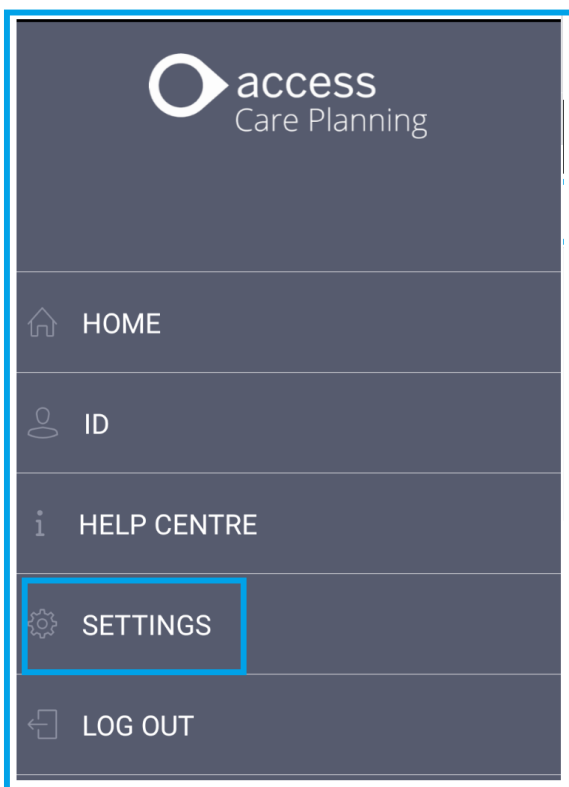 access
Care Planning
HOME
ID
HELP CENTRE
SETTINGS
LOG OUT